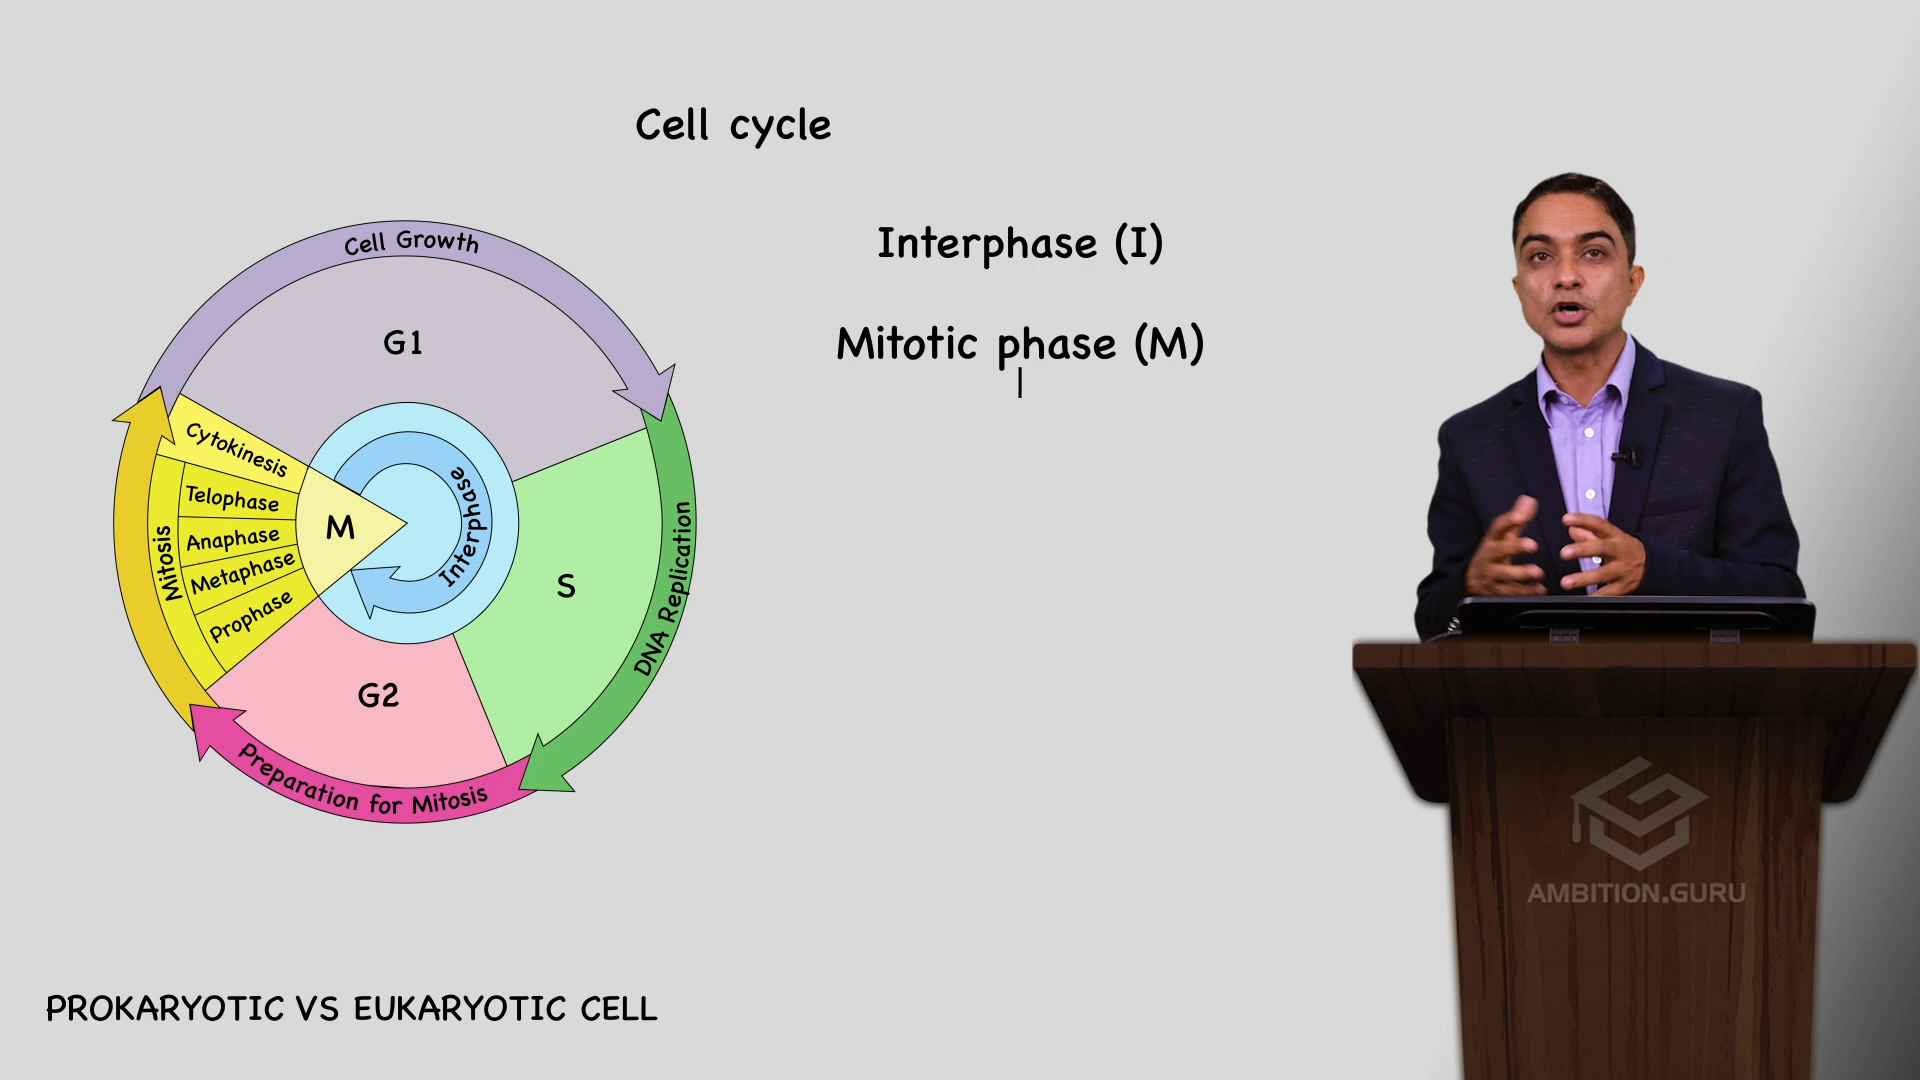 Cell cycle
Interphase (I)
Mitotic phase (M)
Cell Growth
G1
Cytokinesis
Telophase
Anaphase
Metaphase
Prophase
Mitosis
M
Interphase
S
DNA Replication
G2
Preparation for Mitosis
AMBITION.GURU
PROKARYOTIC VS EUKARYOTIC CELL